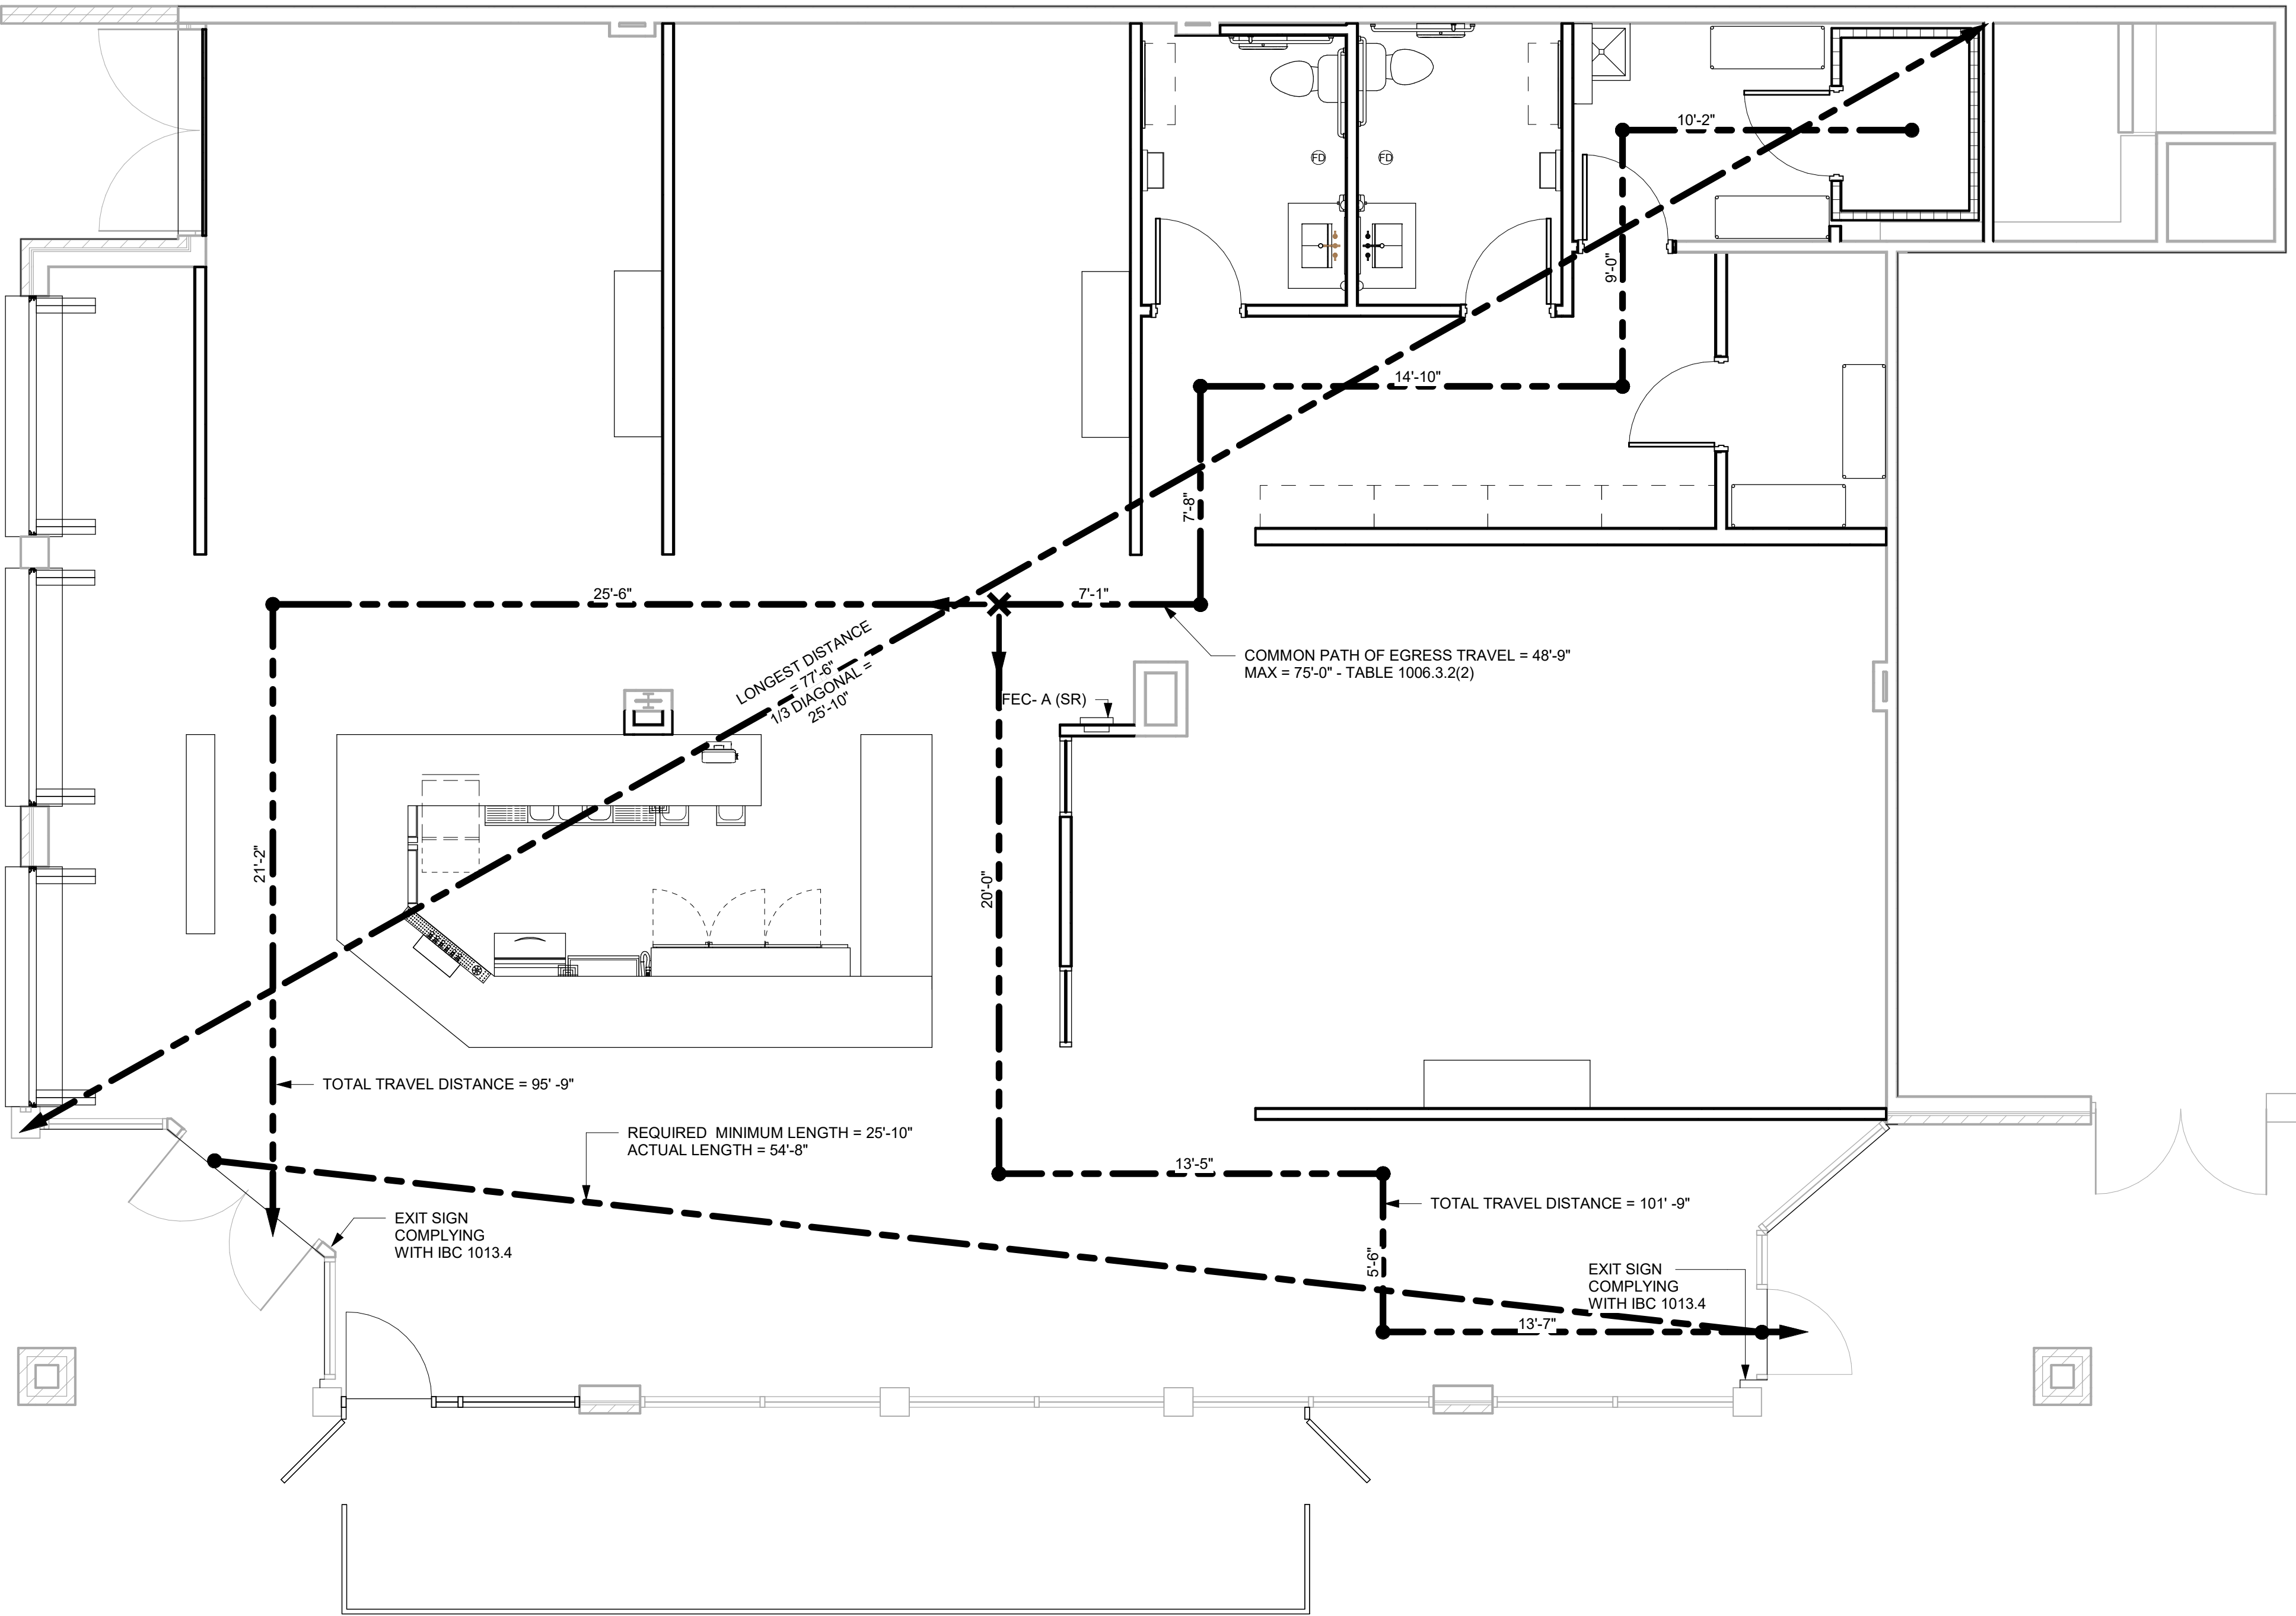 10'-2"
FD
FD
9'-0"
14'-10"
7'-8"
25'-6"
7'-1"
LONGEST DISTANCE
= 77'-6"
1/3 DIAGONAL =
25'-10"
COMMON PATH OF EGRESS TRAVEL = 48'-9"
MAX = 75'-0" - TABLE 1006.3.2(2)
FEC- A (SR)
21'-2"
20'-0"
TOTAL TRAVEL DISTANCE = 95' -9"
REQUIRED  MINIMUM LENGTH = 25'-10"
ACTUAL LENGTH = 54'-8"
13'-5"
TOTAL TRAVEL DISTANCE = 101' -9"
EXIT SIGN
COMPLYING
WITH IBC 1013.4
5'-6"
EXIT SIGN
COMPLYING
WITH IBC 1013.4
13'-7"